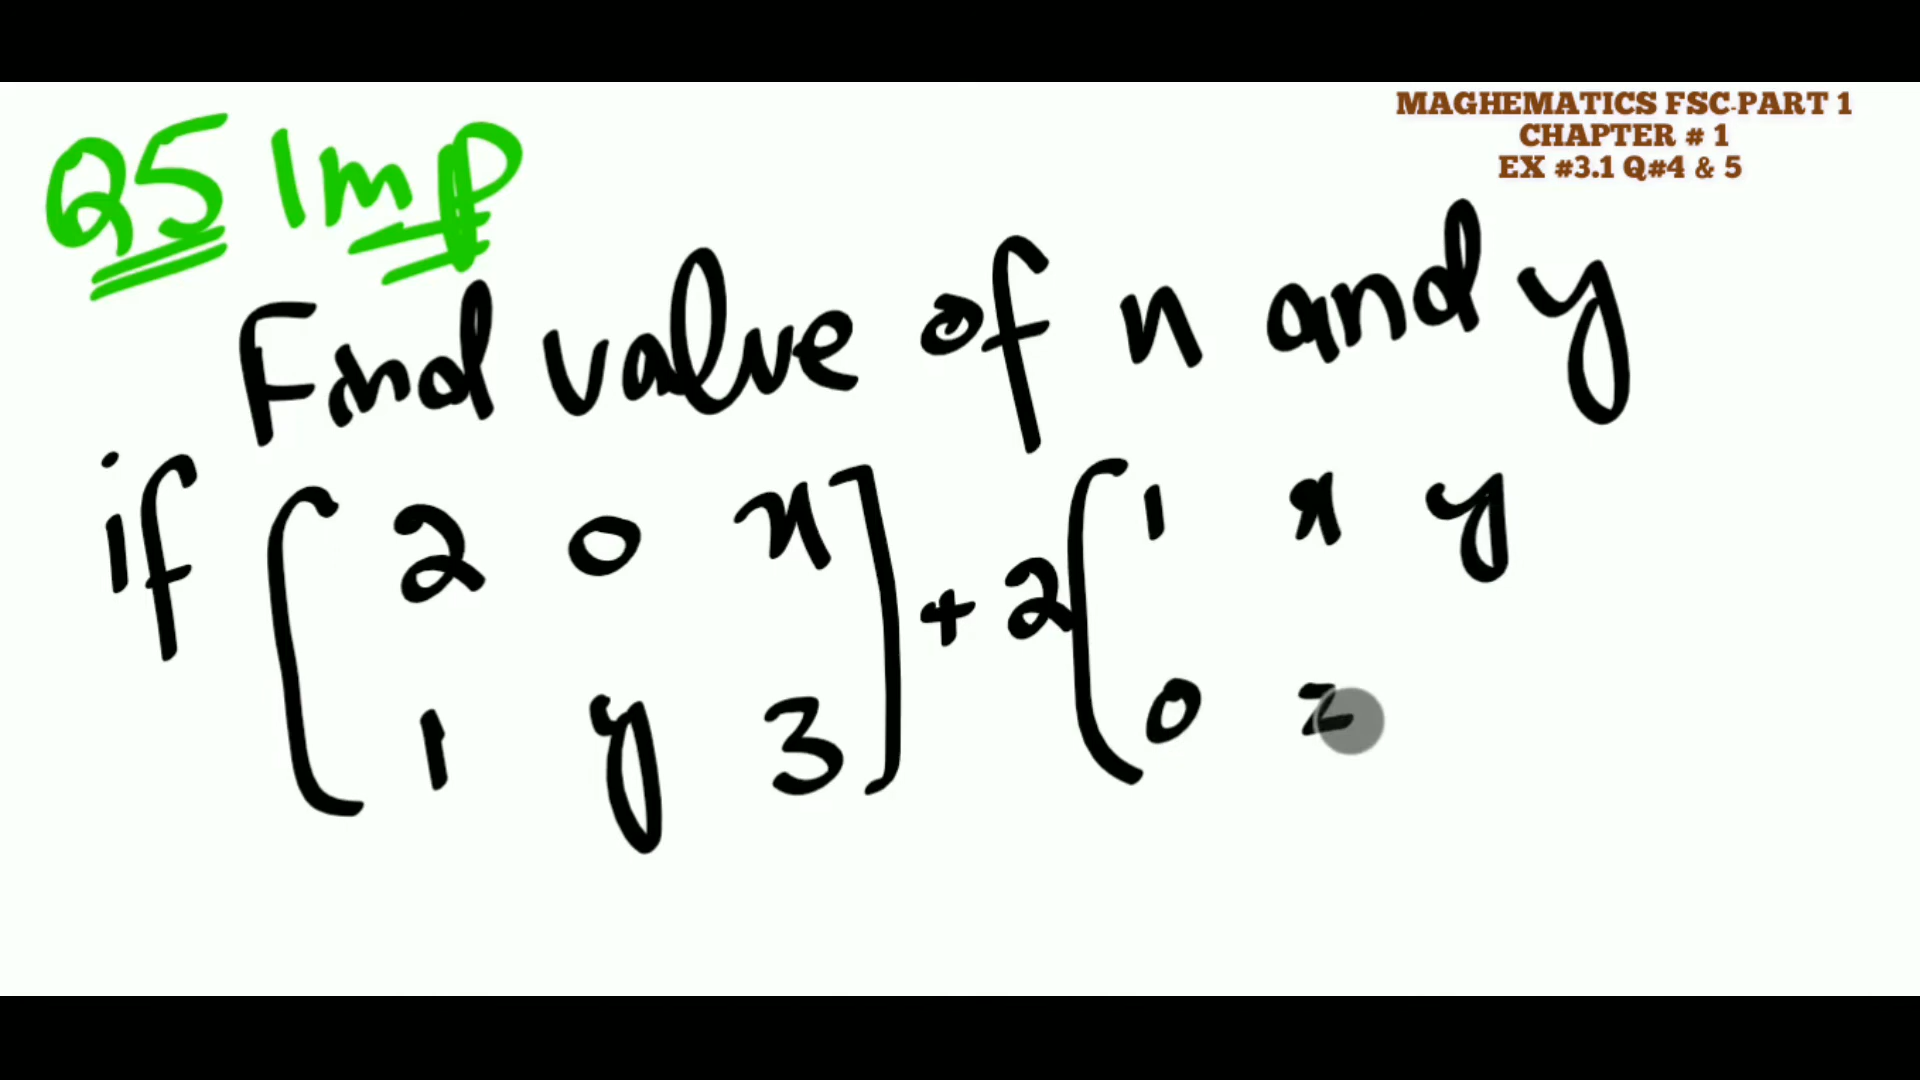 MAGHEMATICS FSC-PART 1
CHAPTER # 1
EX #3.1 Q#4 & 5
Q5 Imp
Find value of x and y
if [ 2 0 x ] + 2 [ 1 x y
1 y 3 0 z